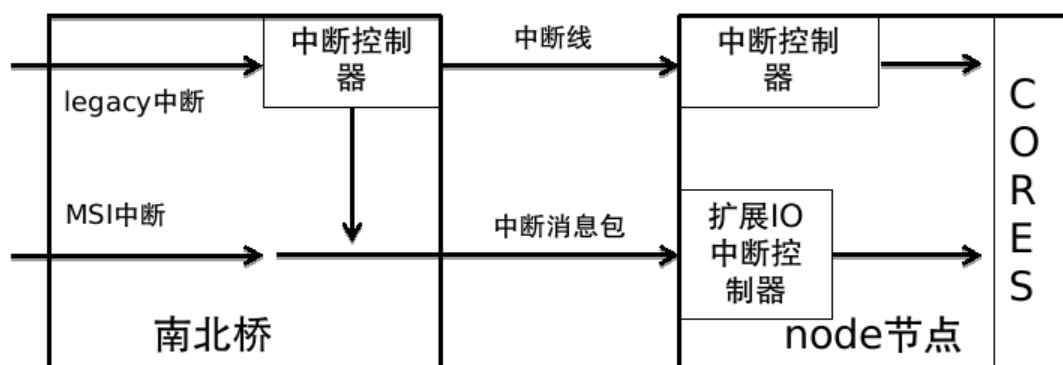 中断控制
器
legacy中断
MSI中断
南北桥
中断线
中断消息包
中断控制
器
扩展IO
中断控
制器
node节点
C
O
R
E
S